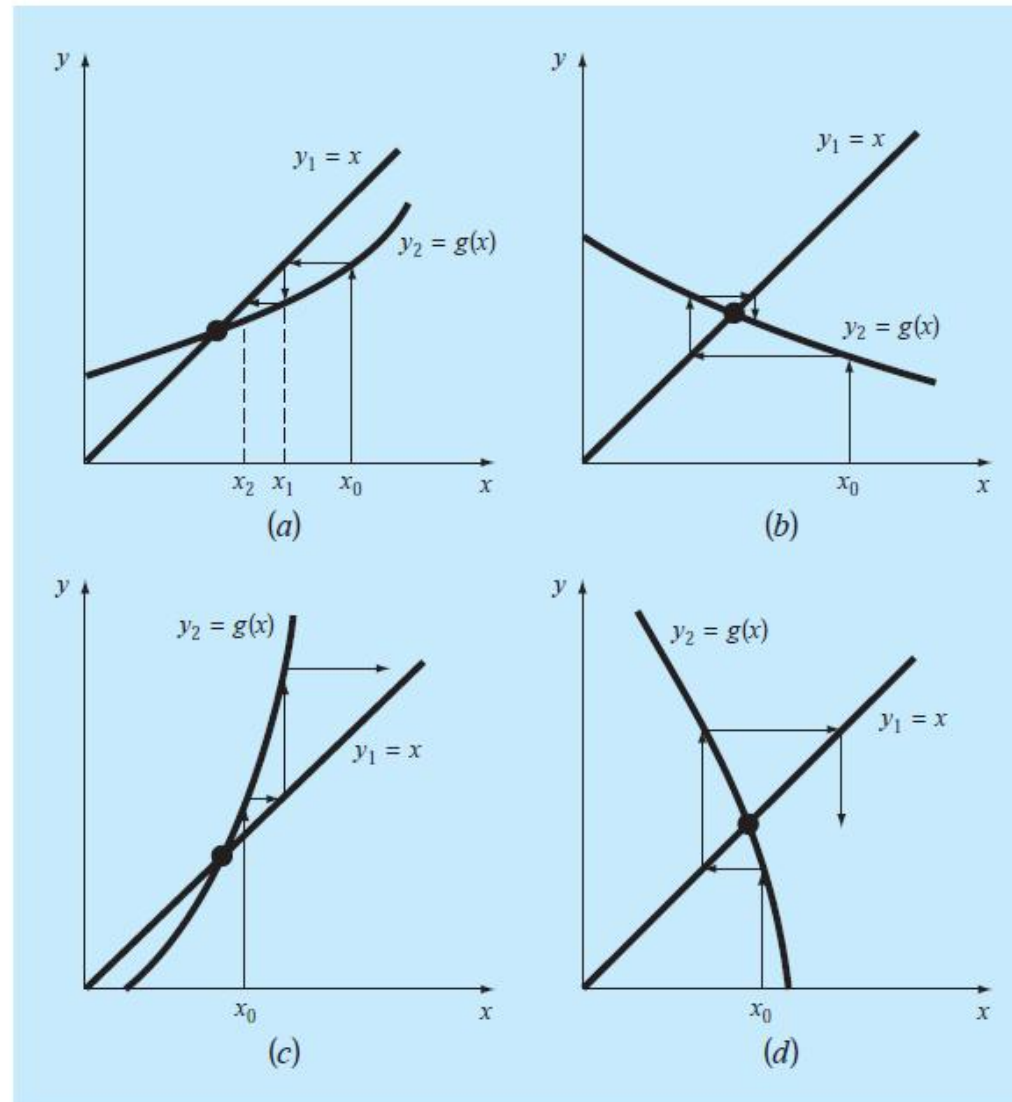 y
y₁ = x
y₂ = g(x)
x₂ x₁ x₀ x
(a)
y
y₁ = x
y₂ = g(x)
x₀ x
(b)
y
y₂ = g(x)
y₁ = x
x₀ x
(c)
y
y₂ = g(x)
y₁ = x
x₀ x
(d)